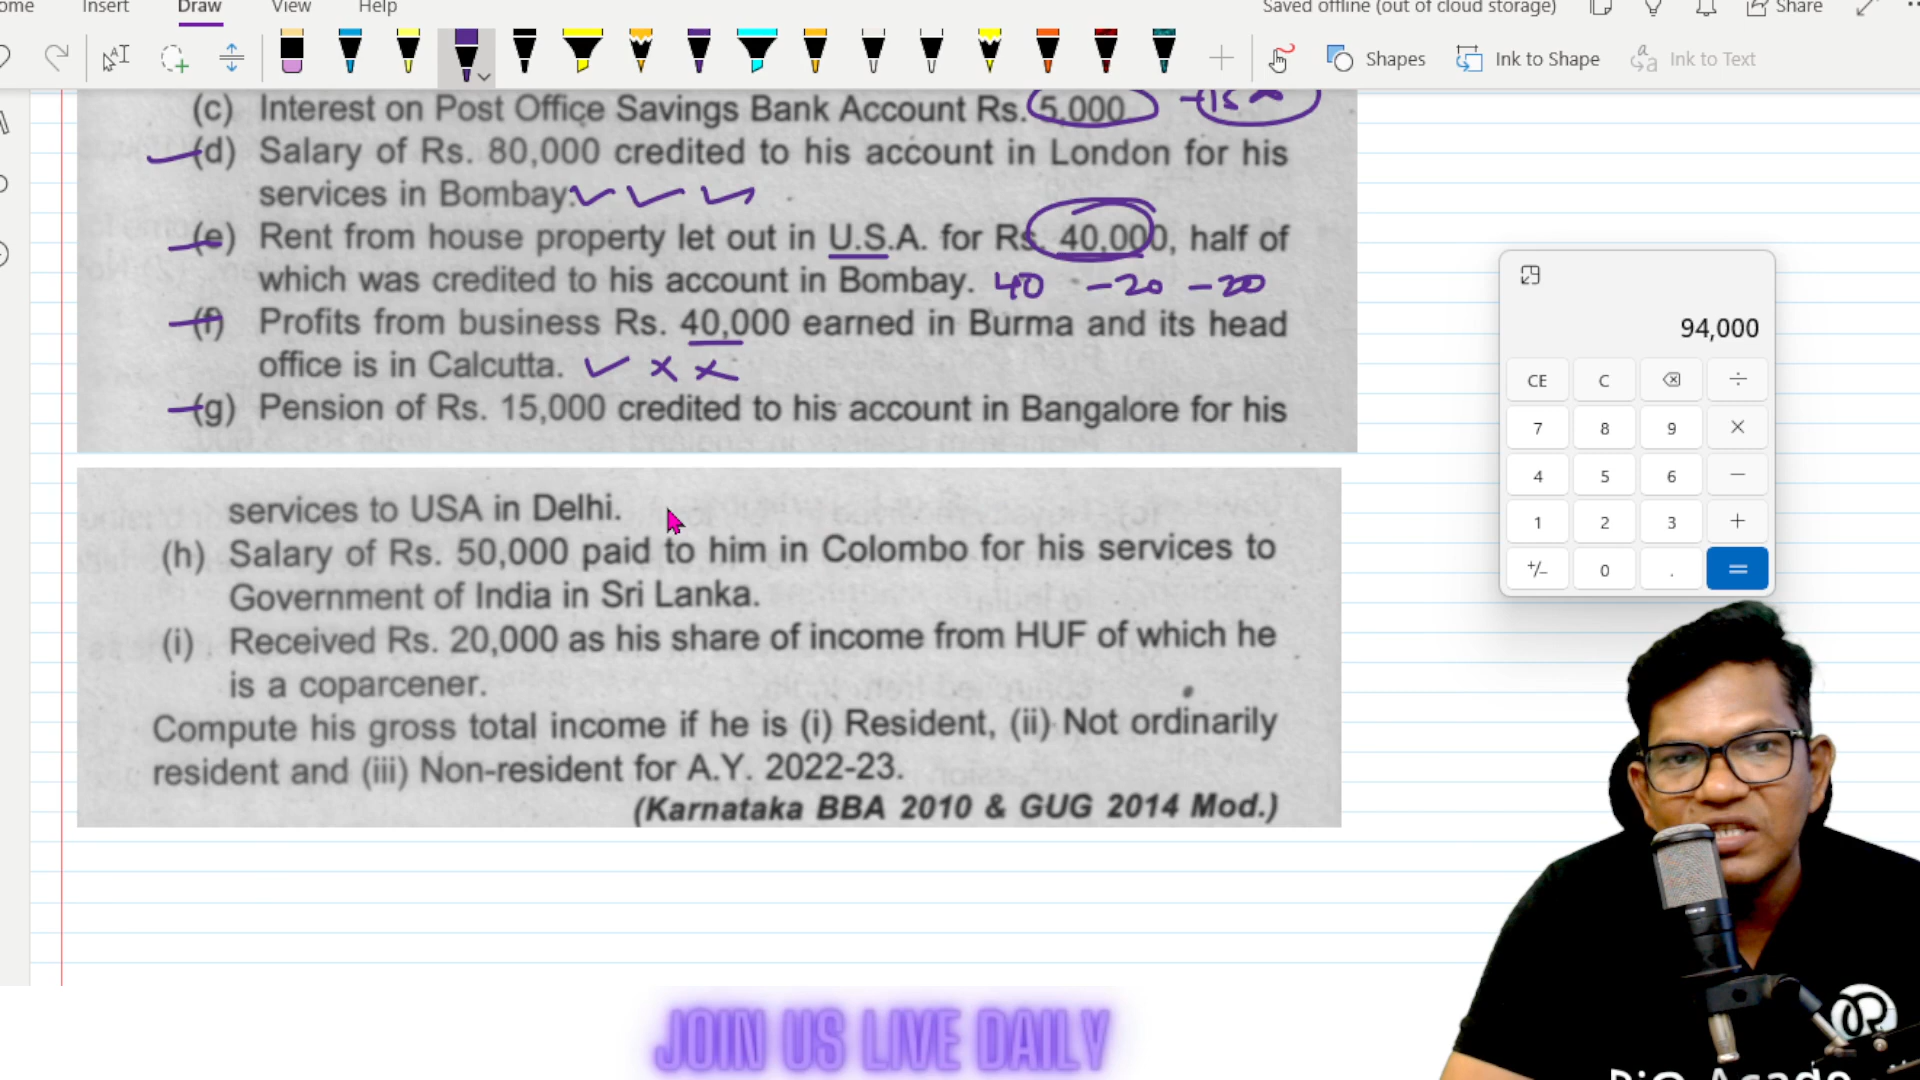 ome Insert Draw View Help Saved offline (out of cloud storage) Share
Shapes Ink to Shape Ink to Text
(c) Interest on Post Office Savings Bank Account Rs. 5,000
(d) Salary of Rs. 80,000 credited to his account in London for his
services in Bombay.
(e) Rent from house property let out in U.S.A. for Rs. 40,000, half of
which was credited to his account in Bombay. 40 -20 -20
(f) Profits from business Rs. 40,000 earned in Burma and its head
office is in Calcutta. ✓ × ×
(g) Pension of Rs. 15,000 credited to his account in Bangalore for his
services to USA in Delhi.
(h) Salary of Rs. 50,000 paid to him in Colombo for his services to
Government of India in Sri Lanka.
(i) Received Rs. 20,000 as his share of income from HUF of which he
is a coparcener.
Compute his gross total income if he is (i) Resident, (ii) Not ordinarily
resident and (iii) Non-resident for A.Y. 2022-23.
(Karnataka BBA 2010 & GUG 2014 Mod.)
94,000
CE C ÷
7 8 9 ×
4 5 6 −
1 2 3 +
+/− 0 . =
JOIN US LIVE DAILY